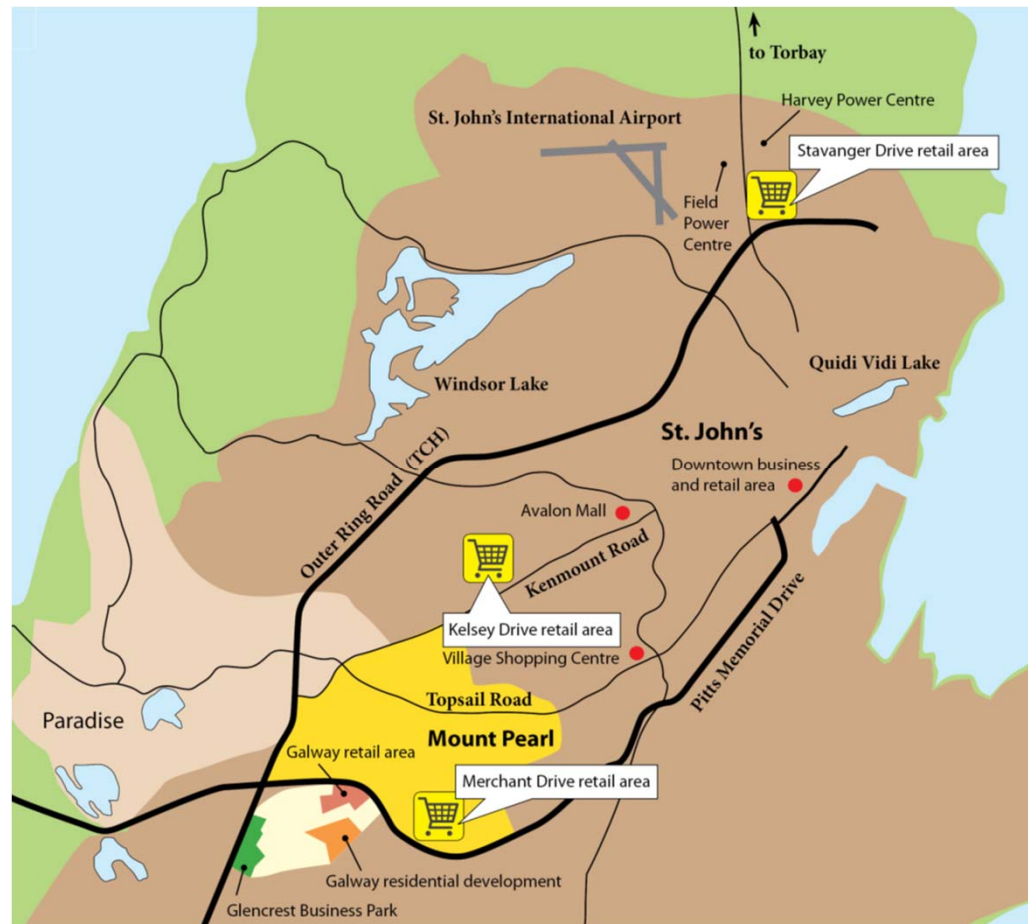 to Torbay
Harvey Power Centre
St. John's International Airport
Stavanger Drive retail area
Field
Power
Centre
Windsor Lake
Quidi Vidi Lake
St. John's
Outer Ring Road (TCH)
Downtown business
and retail area
Avalon Mall
Kenmount Road
Kelsey Drive retail area
Village Shopping Centre
Pitts Memorial Drive
Topsail Road
Paradise
Mount Pearl
Galway retail area
Merchant Drive retail area
Galway residential development
Glencrest Business Park